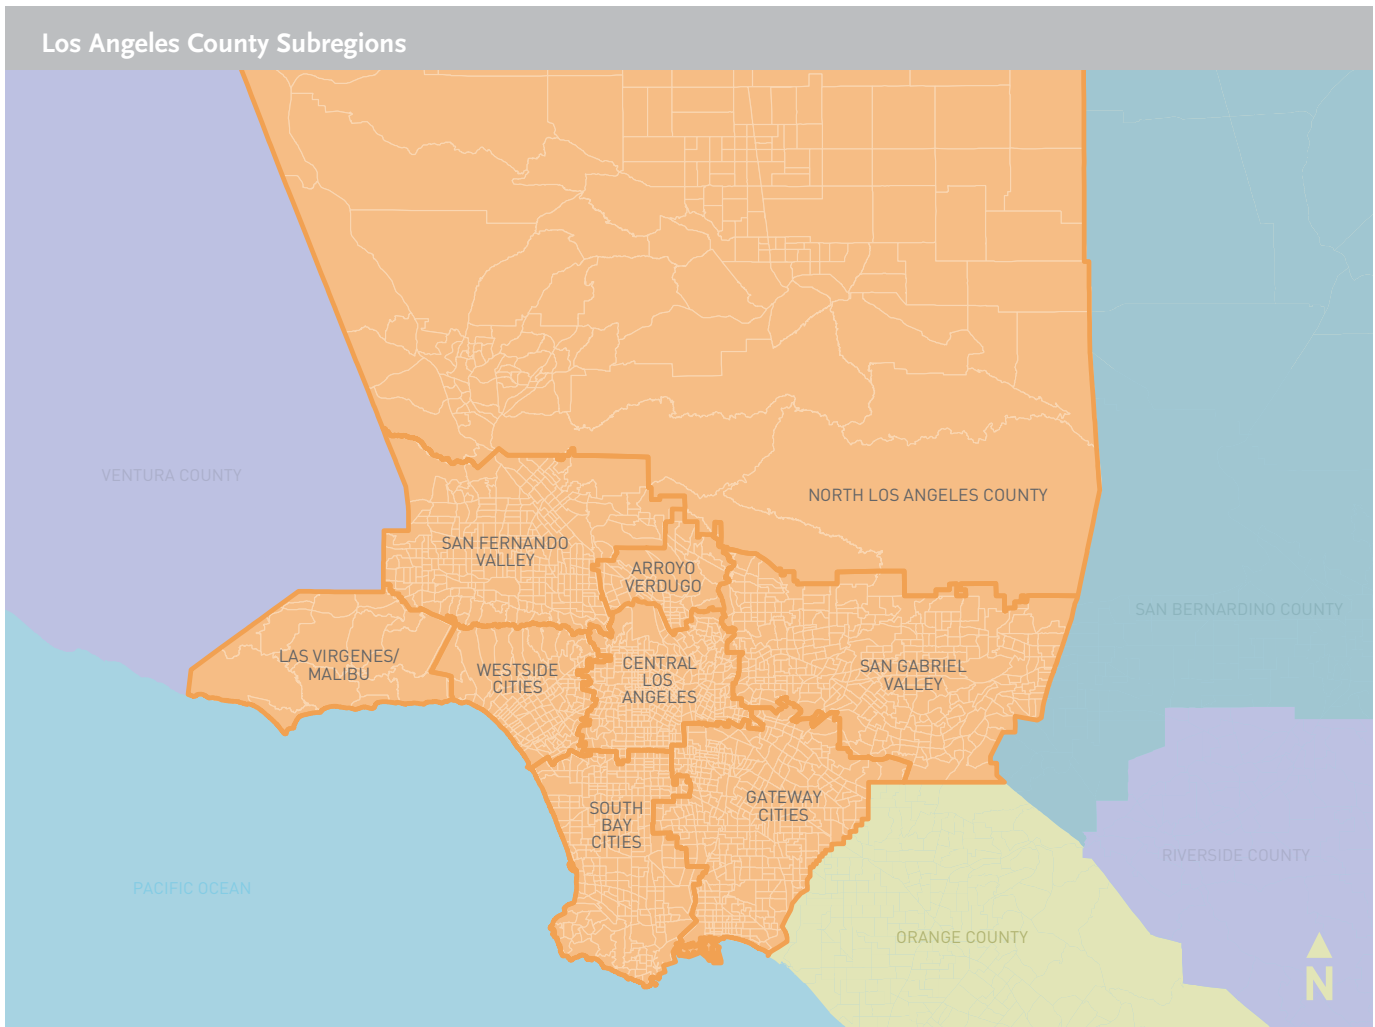 Los Angeles County Subregions
VENTURA COUNTY
NORTH LOS ANGELES COUNTY
SAN FERNANDO
VALLEY
ARROYO
VERDUGO
SAN BERNARDINO COUNTY
LAS VIRGENES/
MALIBU
WESTSIDE
CITIES
CENTRAL
LOS
ANGELES
SAN GABRIEL
VALLEY
SOUTH
BAY
CITIES
GATEWAY
CITIES
RIVERSIDE COUNTY
PACIFIC OCEAN
ORANGE COUNTY
N